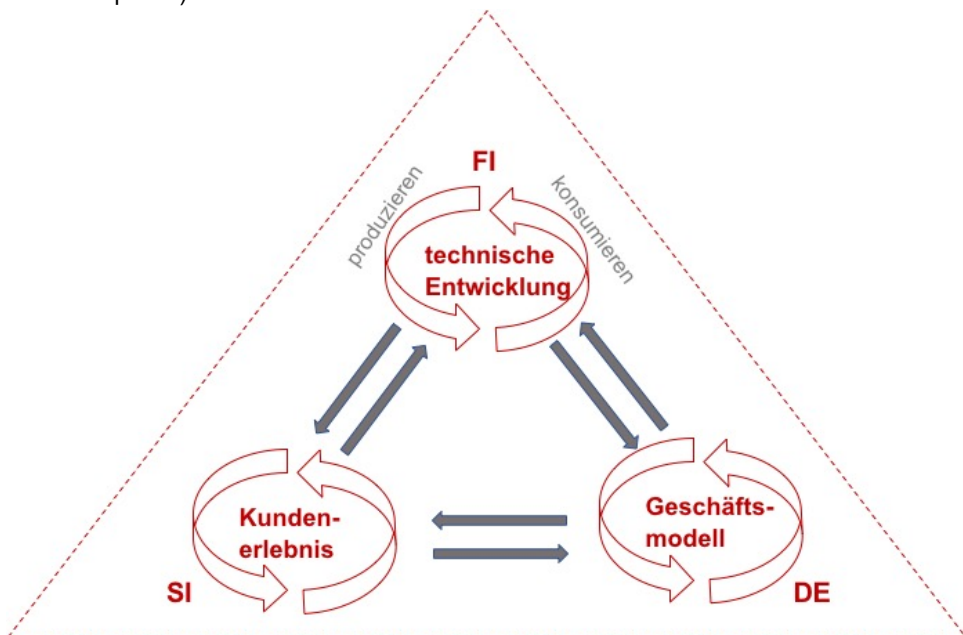 FI
produzieren
konsumieren
technische
Entwicklung
Kunden-
erlebnis
Geschäfts-
modell
SI
DE